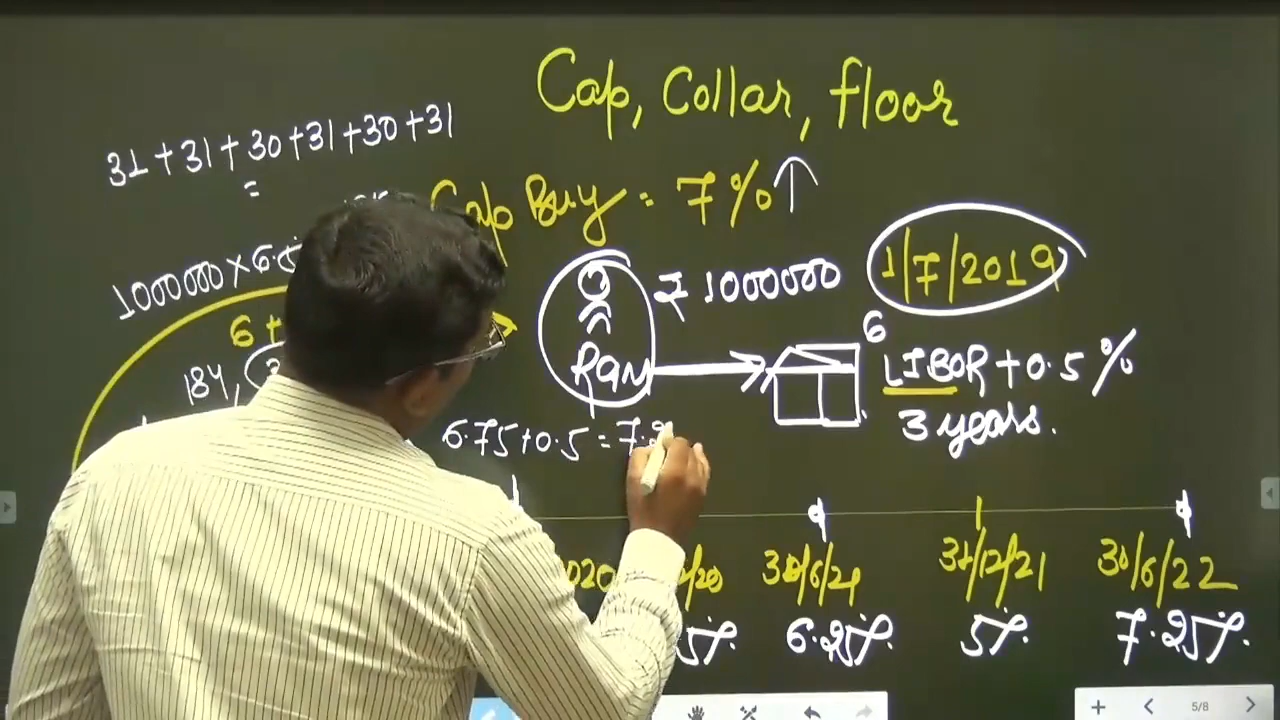 Cap, Collar, floor
31 + 31 + 30 + 31 + 30 + 31
=
Cap Buy = 7%↑
1000000 × 6.5
₹ 1000000
1/7/2019
6 +
RAM
6
LIBOR + 0.5 %
184,
3 years.
6.75 + 0.5 = 7.2
30/6/21
31/12/21
30/6/22
6.25%
5%
7.25%
5/8